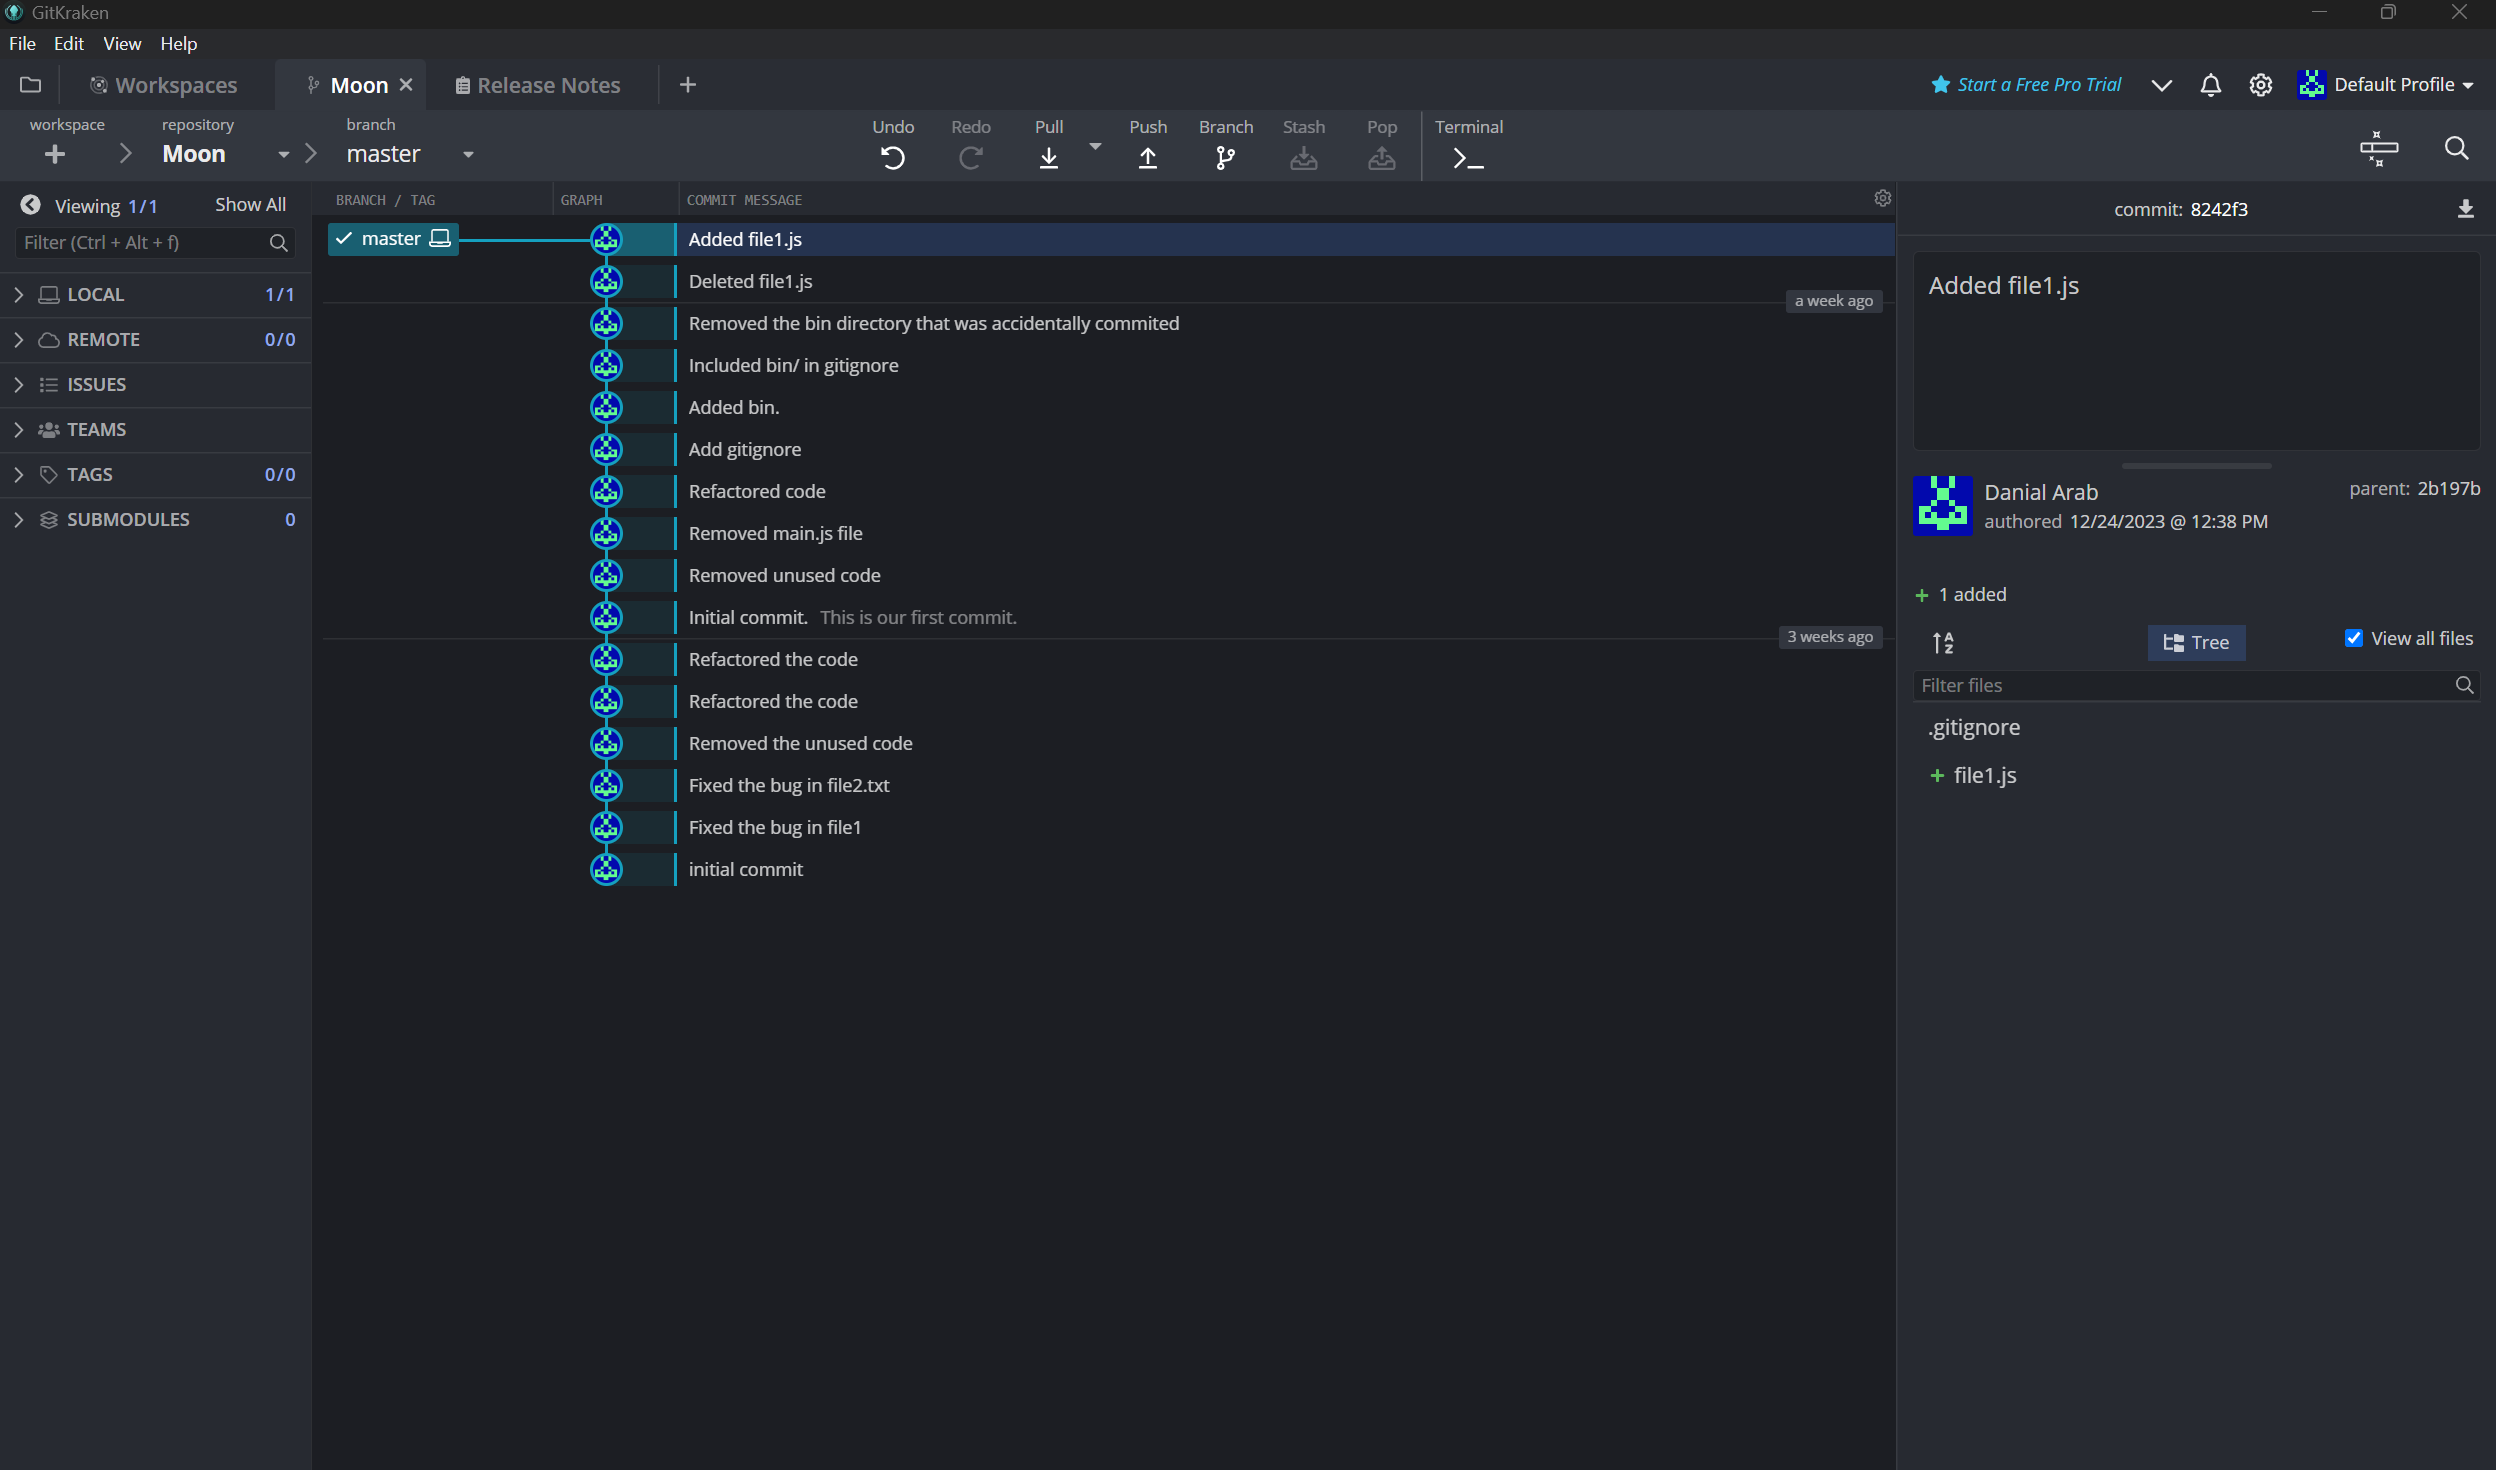 GitKraken
File Edit View Help
Workspaces Moon Release Notes Start a Free Pro Trial Default Profile
workspace repository branch
Moon master
Undo Redo Pull Push Branch Stash Pop Terminal
Viewing 1/1 Show All
Filter (Ctrl + Alt + f)
LOCAL 1/1
REMOTE 0/0
ISSUES
TEAMS
TAGS 0/0
SUBMODULES 0
BRANCH / TAG GRAPH COMMIT MESSAGE
master Added file1.js
Deleted file1.js
a week ago
Removed the bin directory that was accidentally commited
Included bin/ in gitignore
Added bin.
Add gitignore
Refactored code
Removed main.js file
Removed unused code
Initial commit. This is our first commit.
3 weeks ago
Refactored the code
Refactored the code
Removed the unused code
Fixed the bug in file2.txt
Fixed the bug in file1
initial commit
commit: 8242f3
Added file1.js
Danial Arab parent: 2b197b
authored 12/24/2023 @ 12:38 PM
+ 1 added
AZ Tree View all files
Filter files
.gitignore
+ file1.js